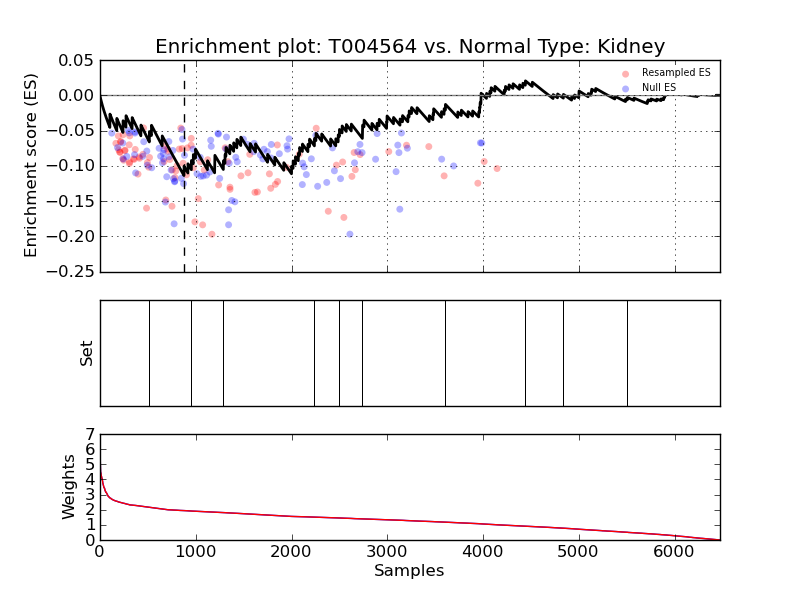 Enrichment plot: T004564 vs. Normal Type: Kidney
Enrichment score (ES)
0.05
0.00
−0.05
−0.10
−0.15
−0.20
−0.25
Resampled ES
Null ES
Set
Weights
7
6
5
4
3
2
1
0
0 1000 2000 3000 4000 5000 6000
Samples